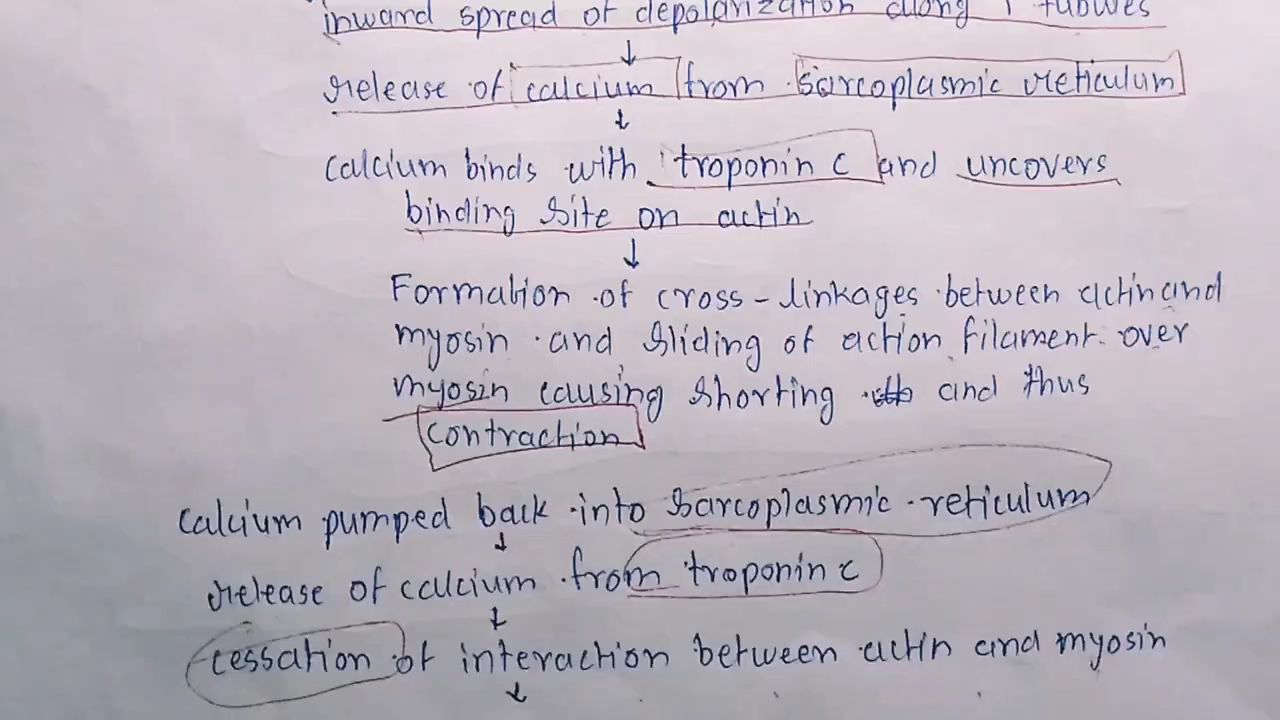 inward spread of depolarization along T tubules
↓
release of calcium from sarcoplasmic reticulum
↓
calcium binds with troponin c and uncovers
binding site on actin
↓
Formation of cross-linkages between actin and
myosin and sliding of action filament over
myosin causing shorting and thus
contraction
calcium pumped back into sarcoplasmic reticulum
↓
release of calcium from troponin c
↓
cessation of interaction between actin and myosin
↓